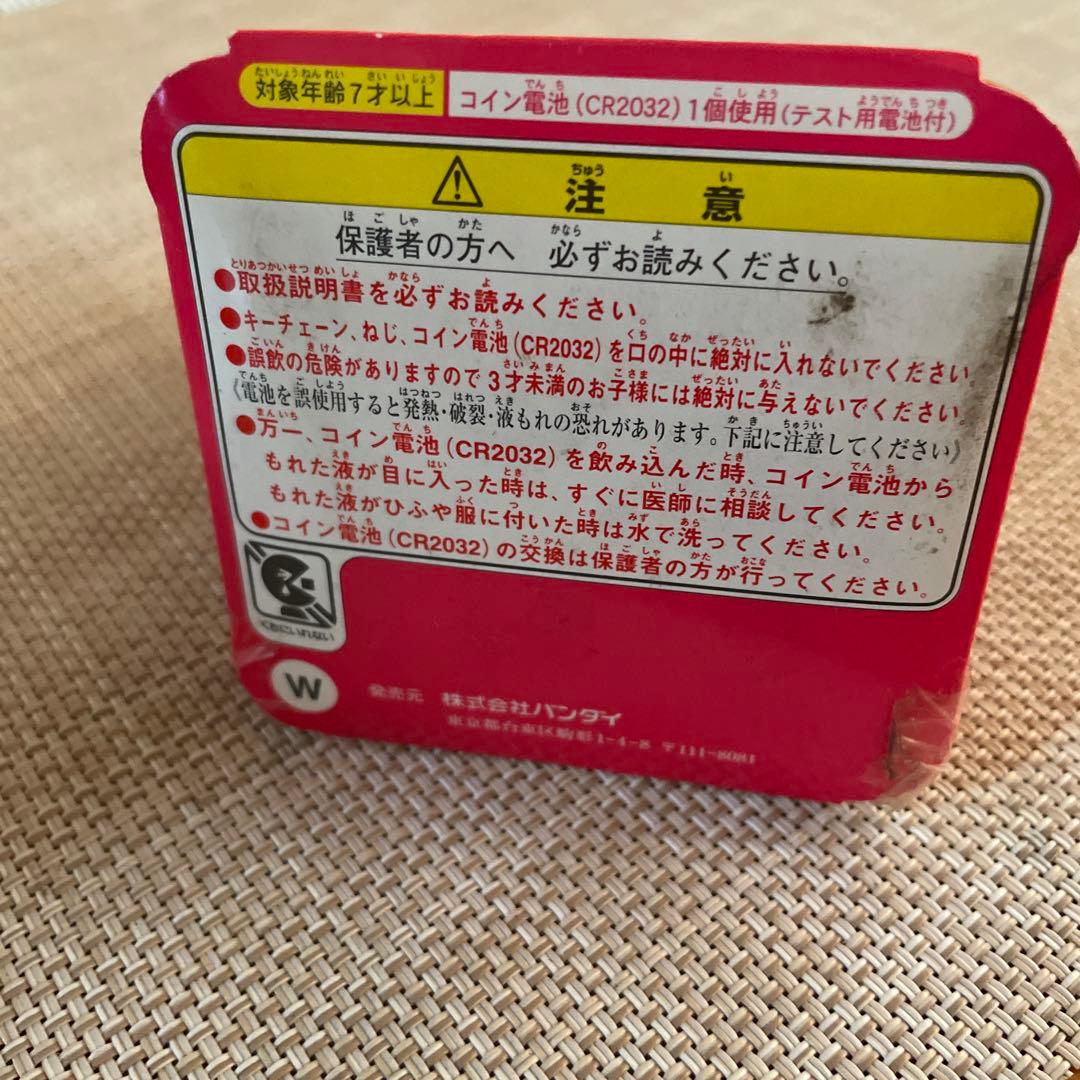 対象年齢7才以上
コイン電池(CR2032)1個使用(テスト用電池付)
注意
保護者の方へ 必ずお読みください。
●取扱説明書を必ずお読みください。
●キーチェーン、ねじ、コイン電池(CR2032)を口の中に絶対に入れないでください。
●誤飲の危険がありますので3才未満のお子様には絶対に与えないでください。
《電池を誤使用すると発熱・破裂・液もれの恐れがあります。下記に注意してください》
●万一、コイン電池(CR2032)を飲み込んだ時、コイン電池から
もれた液が目に入った時は、すぐに医師に相談してください。
もれた液がひふや服に付いた時は水で洗ってください。
●コイン電池(CR2032)の交換は保護者の方が行ってください。
くちにいれない
W
発売元 株式会社バンダイ
東京都台東区駒形1-4-8 〒111-8081